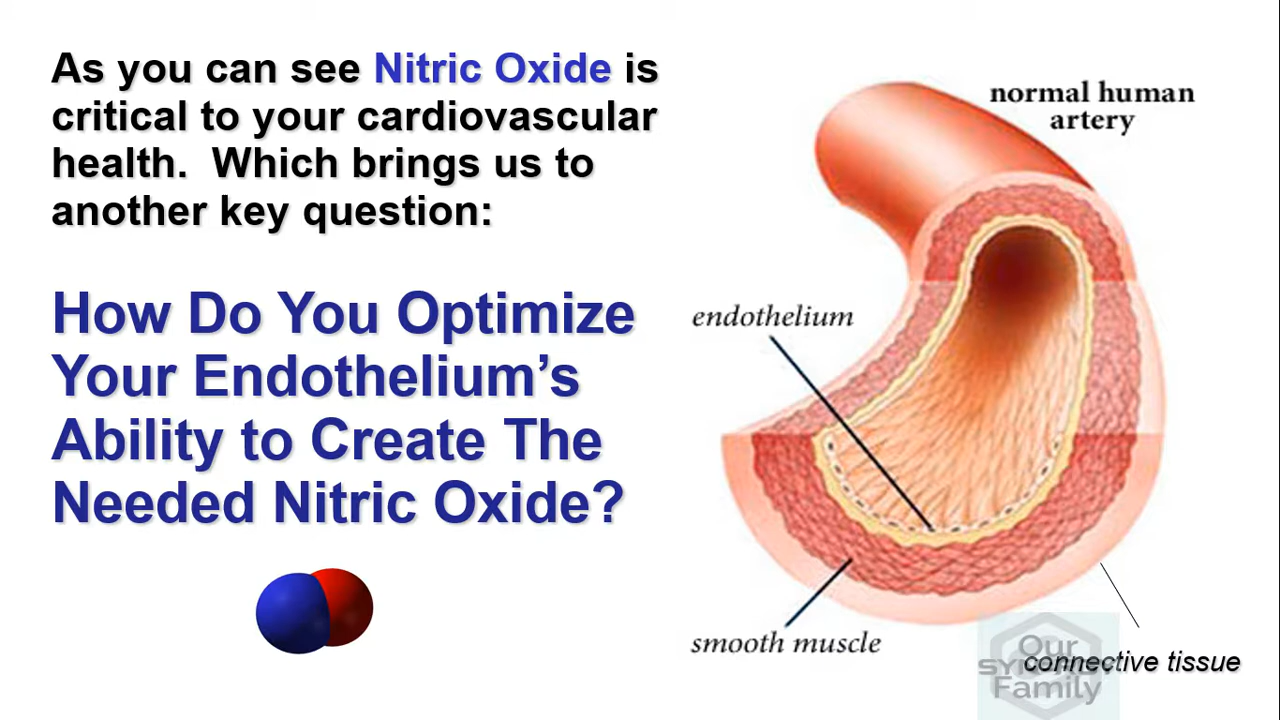 As you can see Nitric Oxide is
critical to your cardiovascular
health.  Which brings us to
another key question:
How Do You Optimize
Your Endothelium’s
Ability to Create The
Needed Nitric Oxide?
normal human
artery
endothelium
smooth muscle
connective tissue
Our
Family